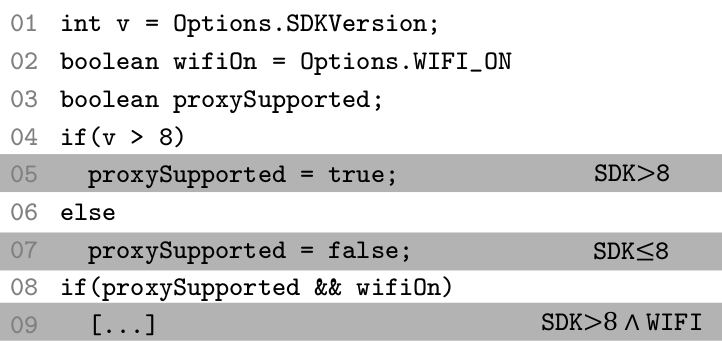 01 int v = Options.SDKVersion;
02 boolean wifiOn = Options.WIFI_ON
03 boolean proxySupported;
04 if(v > 8)
05 proxySupported = true; SDK>8
06 else
07 proxySupported = false; SDK≤8
08 if(proxySupported && wifiOn)
09 [...] SDK>8 ∧ WIFI